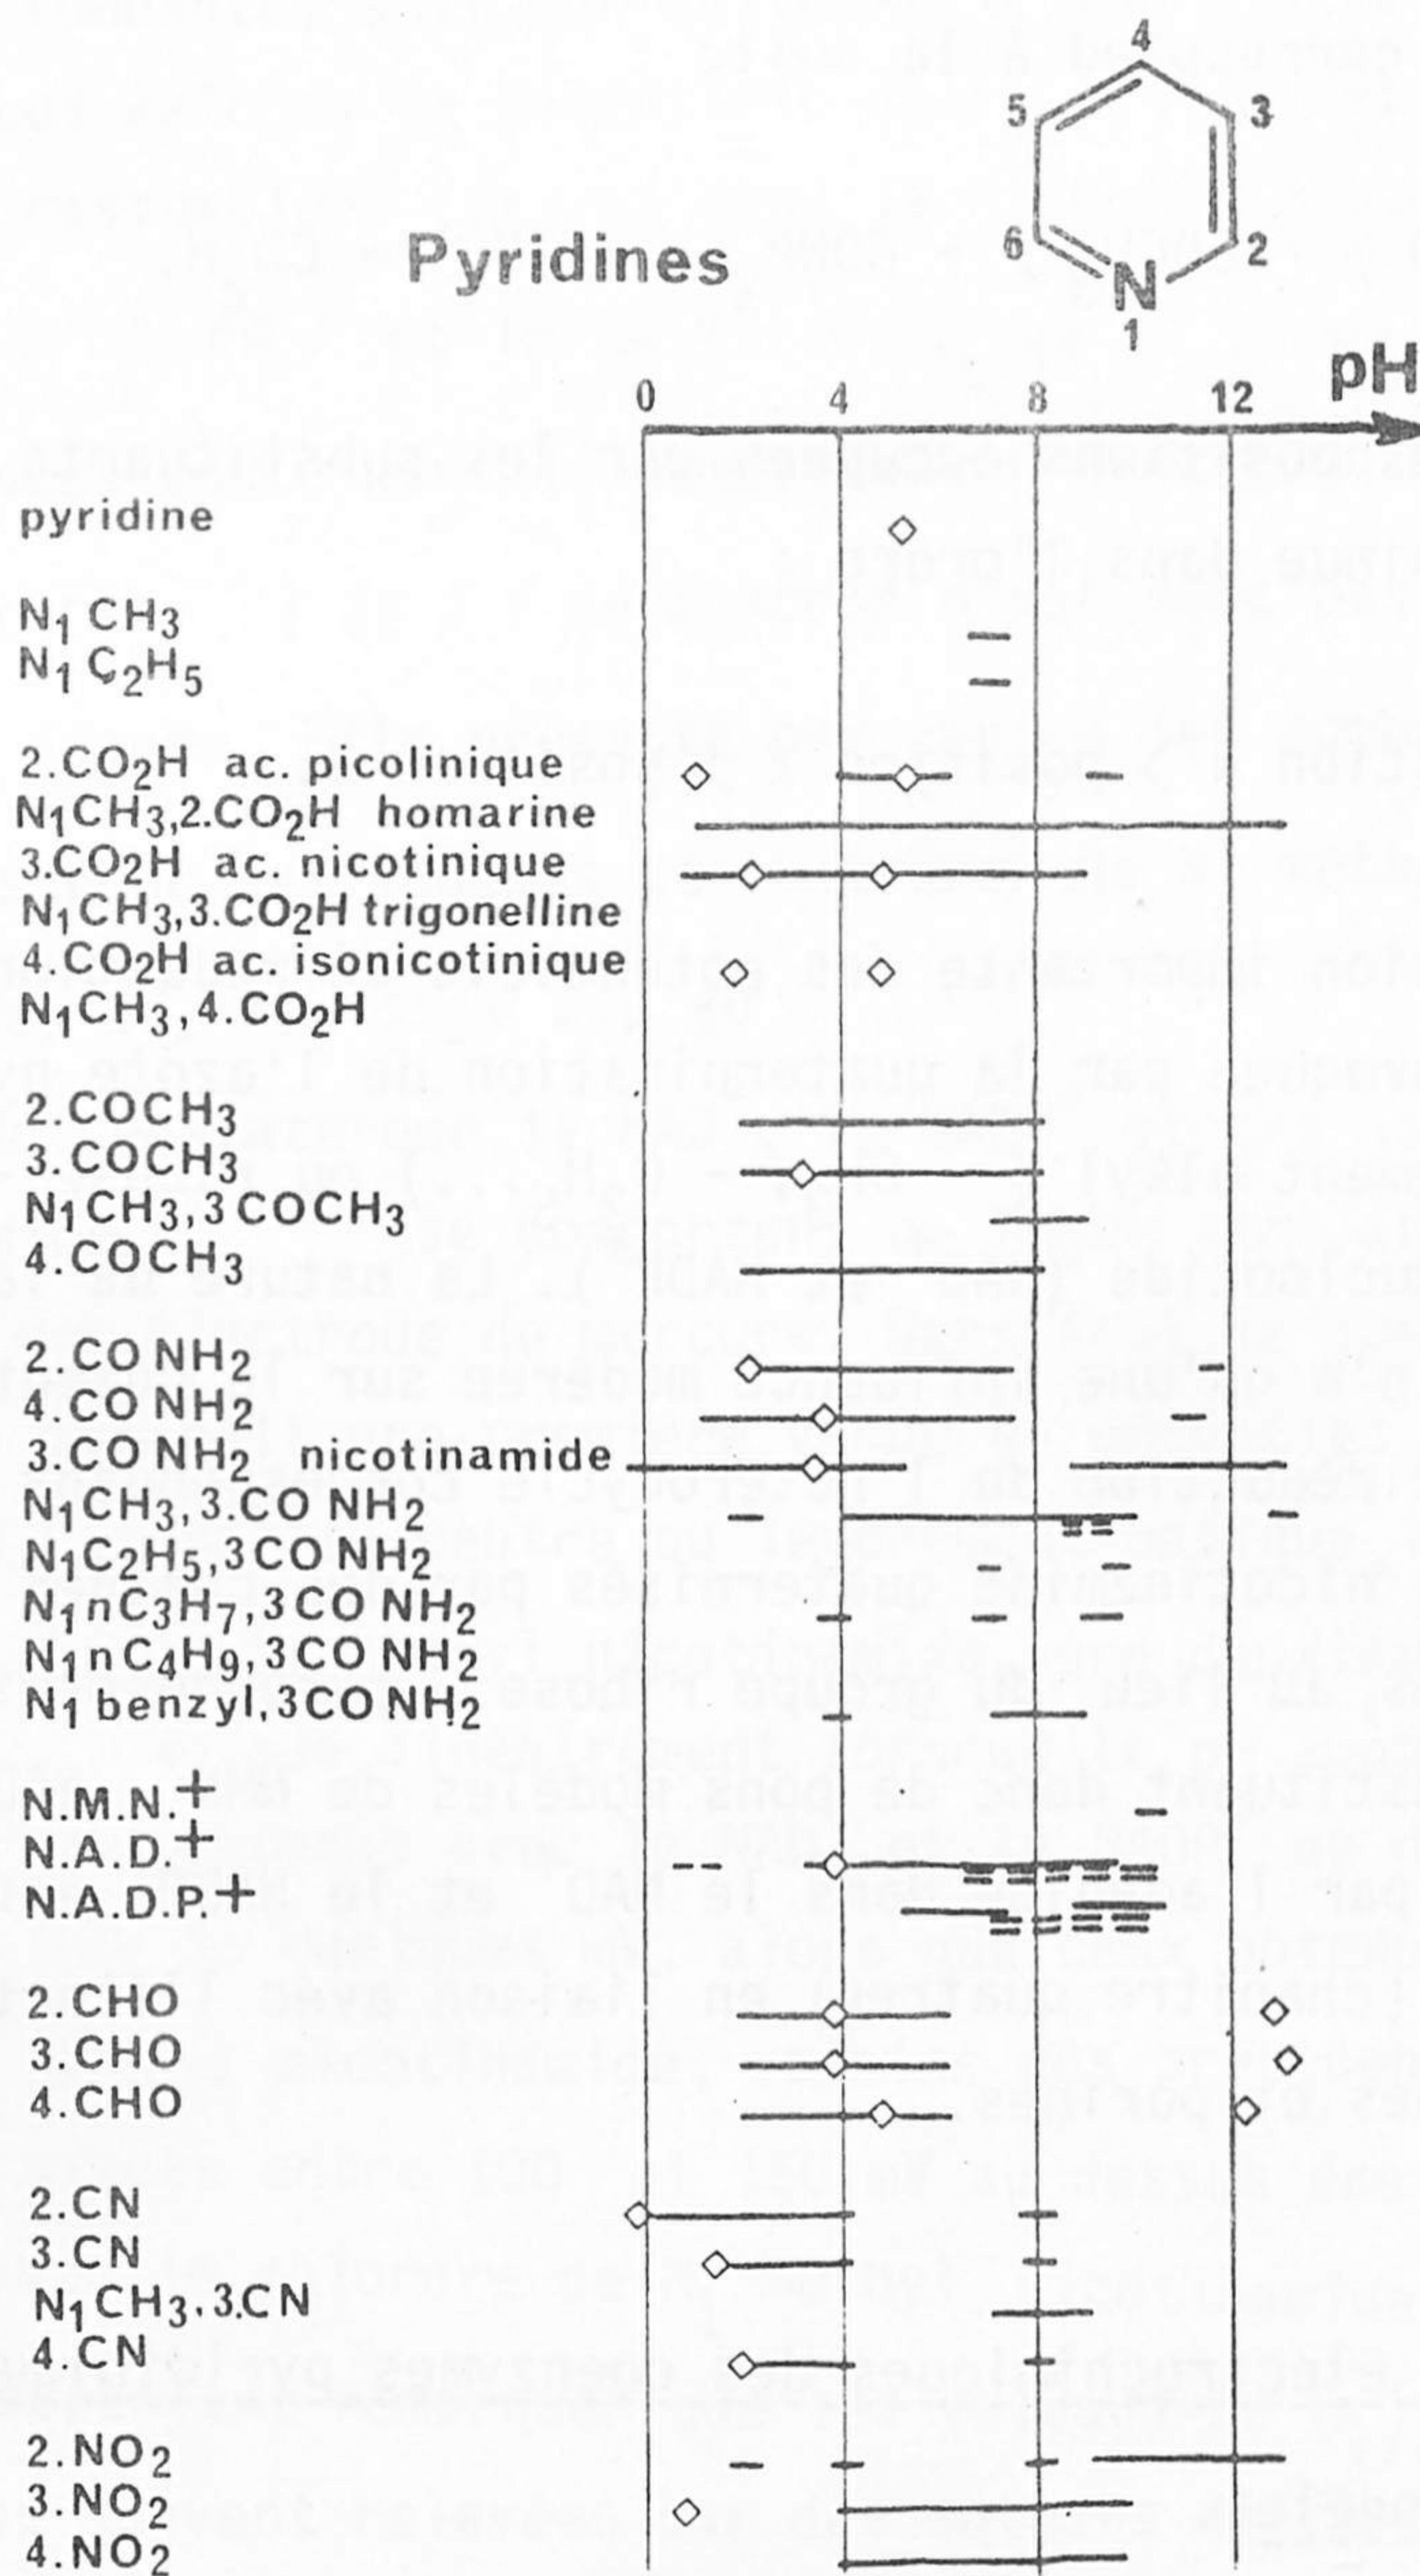 4
5 3
Pyridines
6 2
N
1
pH
0 4 8 12
pyridine
N₁ CH₃
N₁ C₂H₅
2.CO₂H ac. picolinique
N₁CH₃,2.CO₂H homarine
3.CO₂H ac. nicotinique
N₁CH₃,3.CO₂H trigonelline
4.CO₂H ac. isonicotinique
N₁CH₃,4.CO₂H
2.COCH₃
3.COCH₃
N₁CH₃,3 COCH₃
4.COCH₃
2.CO NH₂
4.CO NH₂
3.CO NH₂ nicotinamide
N₁CH₃,3.CO NH₂
N₁C₂H₅,3CO NH₂
N₁nC₃H₇,3CO NH₂
N₁nC₄H₉,3CO NH₂
N₁ benzyl,3CO NH₂
N.M.N.+
N.A.D.+
N.A.D.P.+
2.CHO
3.CHO
4.CHO
2.CN
3.CN
N₁CH₃.3.CN
4.CN
2.NO₂
3.NO₂
4.NO₂